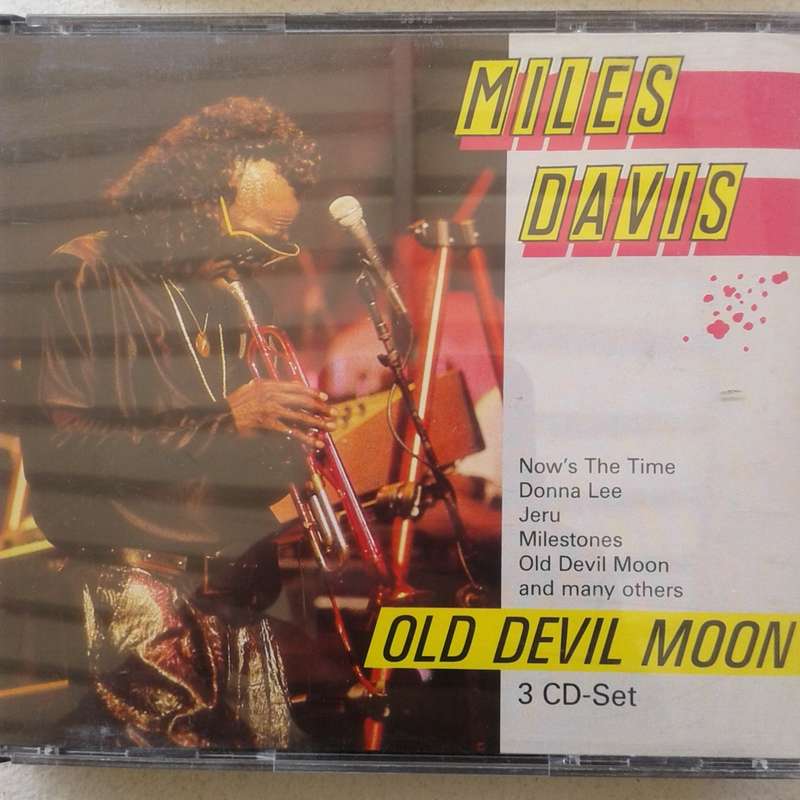 MILES
DAVIS
Now's The Time
Donna Lee
Jeru
Milestones
Old Devil Moon
and many others
OLD DEVIL MOON
3 CD-Set